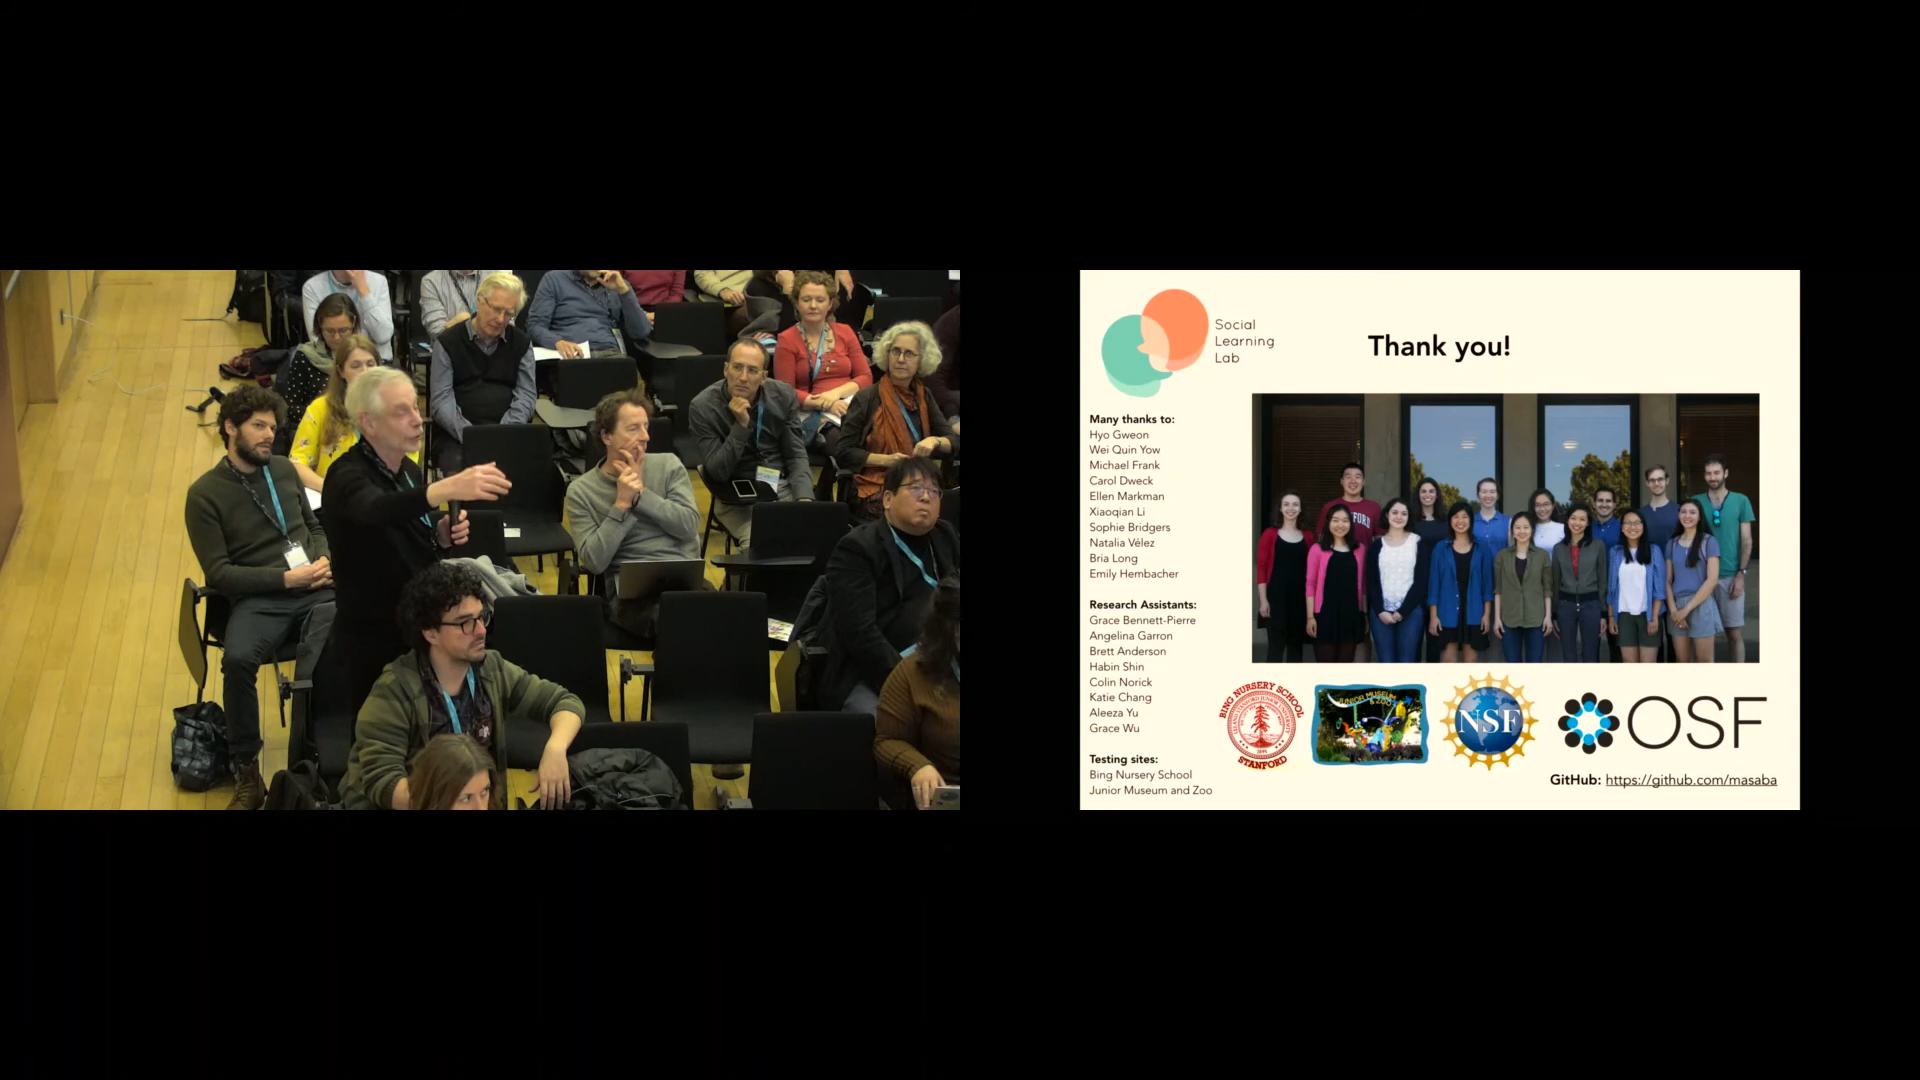 Social
Learning
Lab
Thank you!
Many thanks to:
Hyo Gweon
Wei Quin Yow
Michael Frank
Carol Dweck
Ellen Markman
Xiaoqian Li
Sophie Bridgers
Natalia Vélez
Bria Long
Emily Hembacher
Research Assistants:
Grace Bennett-Pierre
Angelina Garron
Brett Anderson
Habin Shin
Colin Norick
Katie Chang
Aleeza Yu
Grace Wu
Testing sites:
Bing Nursery School
Junior Museum and Zoo
BING NURSERY SCHOOL
STANFORD
JUNIOR MUSEUM
& ZOO
NSF
OSF
GitHub: https://github.com/masaba